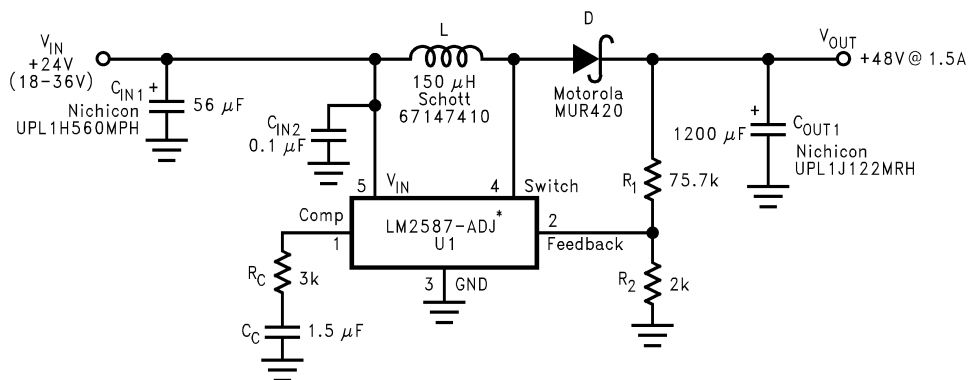 V_IN
+24V
(18-36V)
C_IN1 +
Nichicon
UPL1H560MPH
56 μF
C_IN2
0.1 μF
L
150 μH
Schott
67147410
D
Motorola
MUR420
V_OUT
+48V @ 1.5A
1200 μF
+
C_OUT1
Nichicon
UPL1J122MRH
R_1 75.7k
5 V_IN
4 Switch
Comp
1
LM2587-ADJ*
U1
2
Feedback
3 GND
R_C 3k
C_C 1.5 μF
R_2 2k